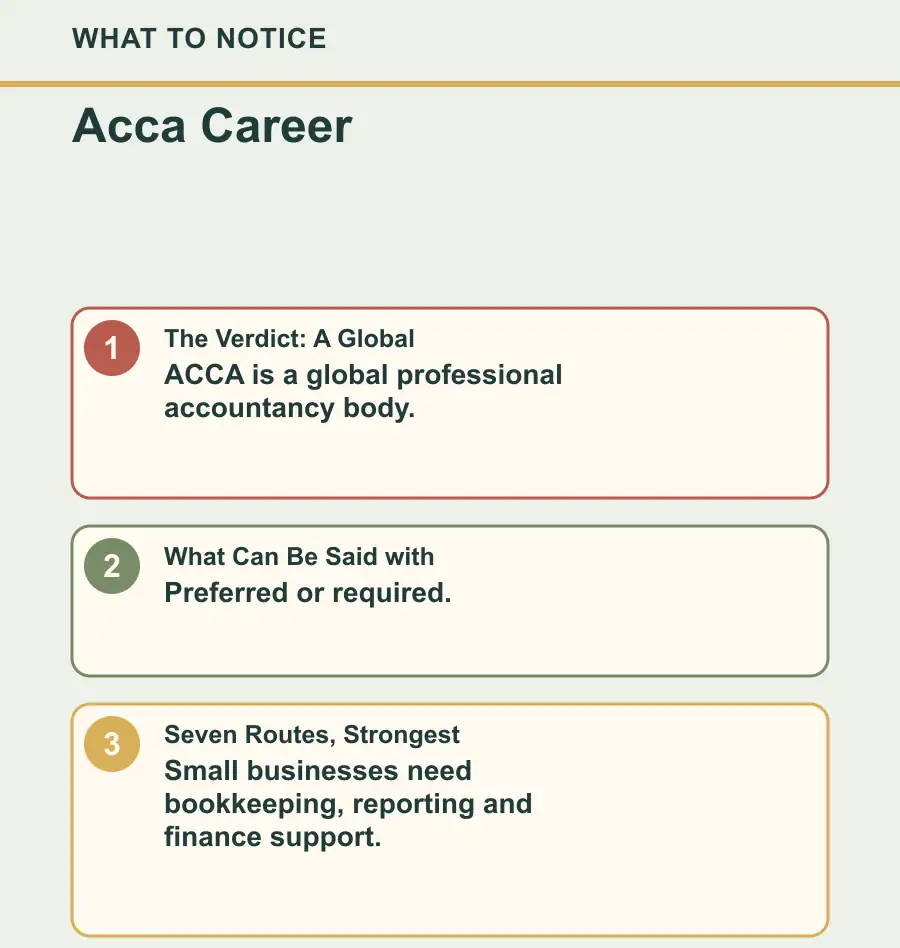 WHAT TO NOTICE
Acca Career
1
The Verdict: A Global
ACCA is a global professional
accountancy body.
2
What Can Be Said with
Preferred or required.
3
Seven Routes, Strongest
Small businesses need
bookkeeping, reporting and
finance support.